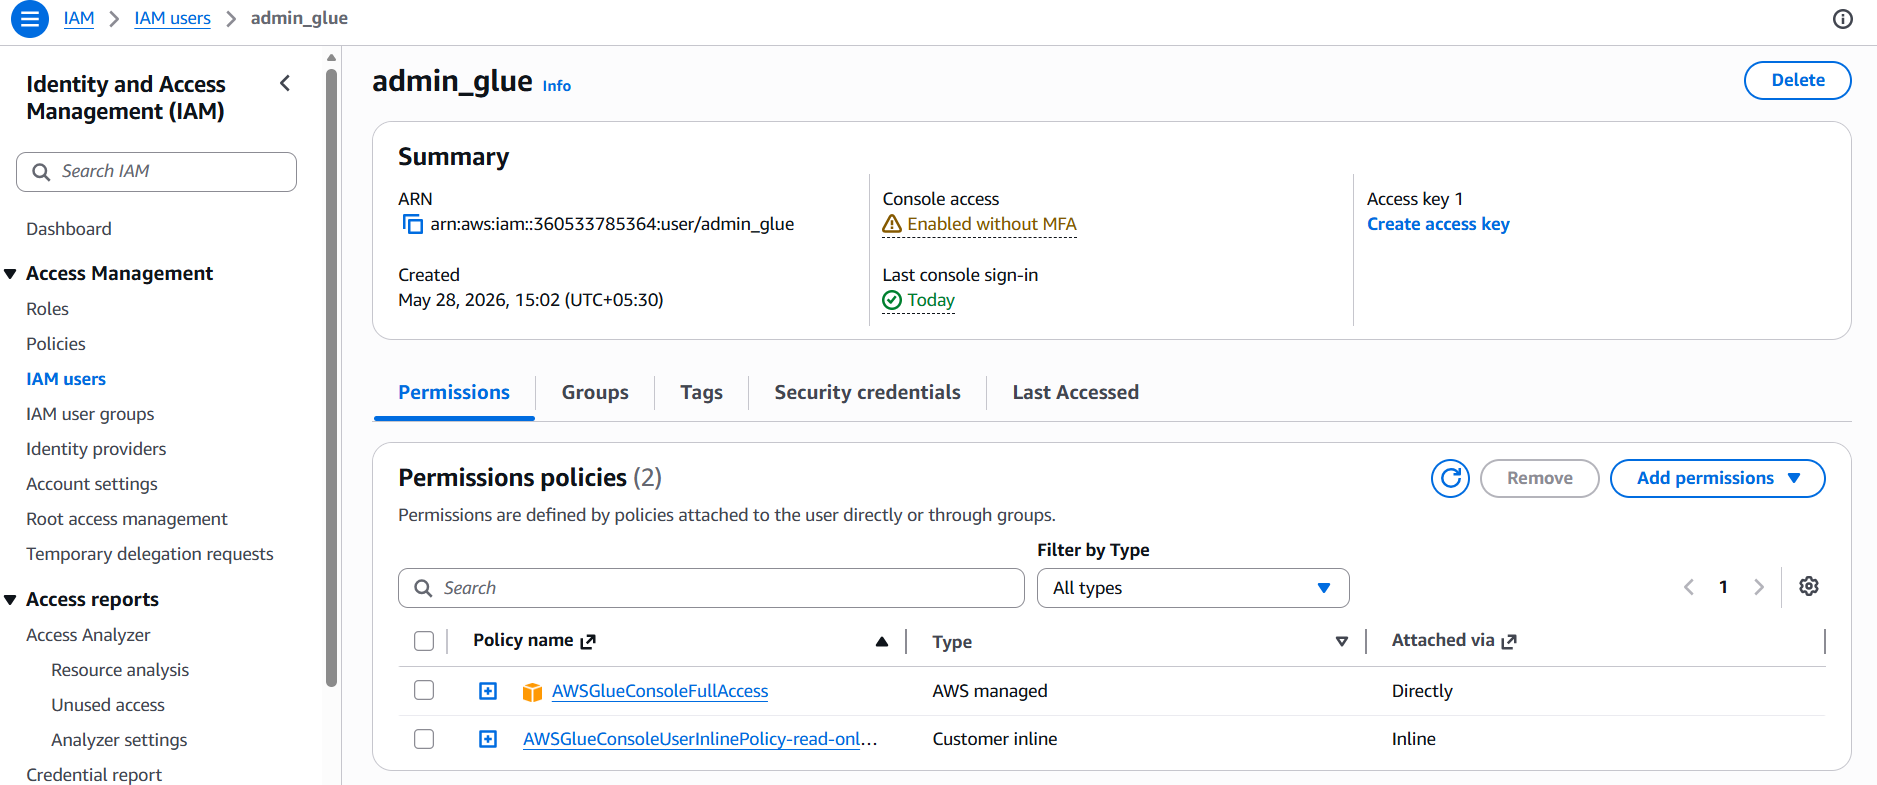 IAM > IAM users > admin_glue
Identity and Access
Management (IAM)
Search IAM
Dashboard
Access Management
Roles
Policies
IAM users
IAM user groups
Identity providers
Account settings
Root access management
Temporary delegation requests
Access reports
Access Analyzer
Resource analysis
Unused access
Analyzer settings
Credential report
admin_glue Info
Delete
Summary
ARN
arn:aws:iam::360533785364:user/admin_glue
Created
May 28, 2026, 15:02 (UTC+05:30)
Console access
Enabled without MFA
Last console sign-in
Today
Access key 1
Create access key
Permissions
Groups
Tags
Security credentials
Last Accessed
Permissions policies (2)
Remove
Add permissions
Permissions are defined by policies attached to the user directly or through groups.
Filter by Type
Search
All types
1
Policy name
Type
Attached via
AWSGlueConsoleFullAccess
AWS managed
Directly
AWSGlueConsoleUserInlinePolicy-read-onl...
Customer inline
Inline